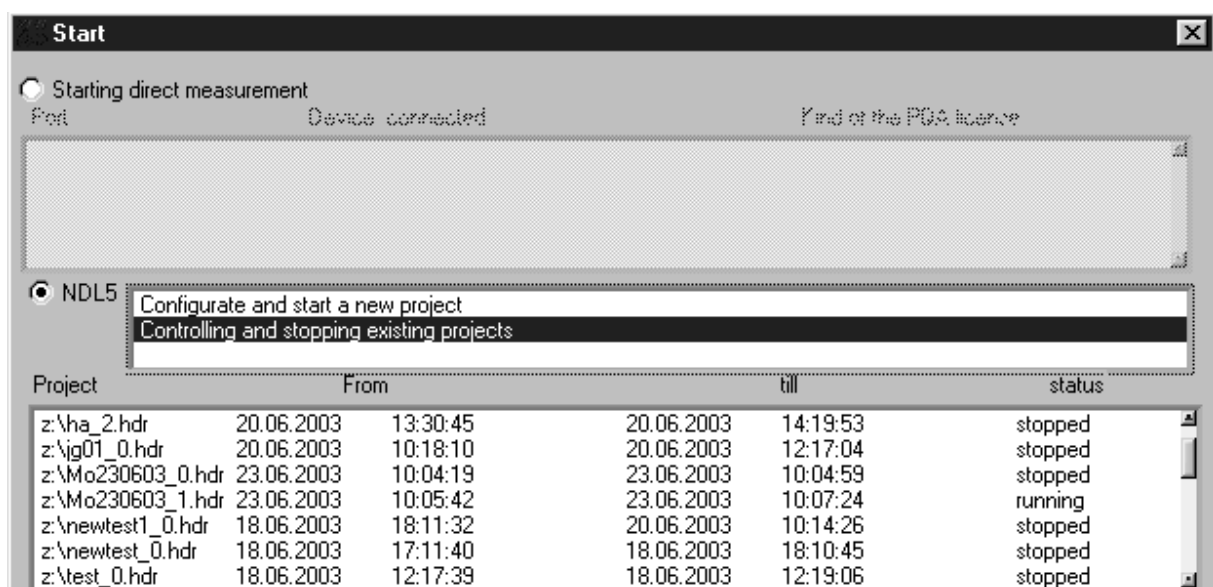 Start
Starting direct measurement
Port Device connected Kind of the PQA licence
NDL5
Configurate and start a new project
Controlling and stopping existing projects
Project From till status
z:\ha_2.hdr 20.06.2003 13:30:45 20.06.2003 14:19:53 stopped
z:\jg01_0.hdr 20.06.2003 10:18:10 20.06.2003 12:17:04 stopped
z:\Mo230603_0.hdr 23.06.2003 10:04:19 23.06.2003 10:04:59 stopped
z:\Mo230603_1.hdr 23.06.2003 10:05:42 23.06.2003 10:07:24 running
z:\newtest1_0.hdr 18.06.2003 18:11:32 20.06.2003 10:14:26 stopped
z:\newtest_0.hdr 18.06.2003 17:11:40 18.06.2003 18:10:45 stopped
z:\test_0.hdr 18.06.2003 12:17:39 18.06.2003 12:19:06 stopped